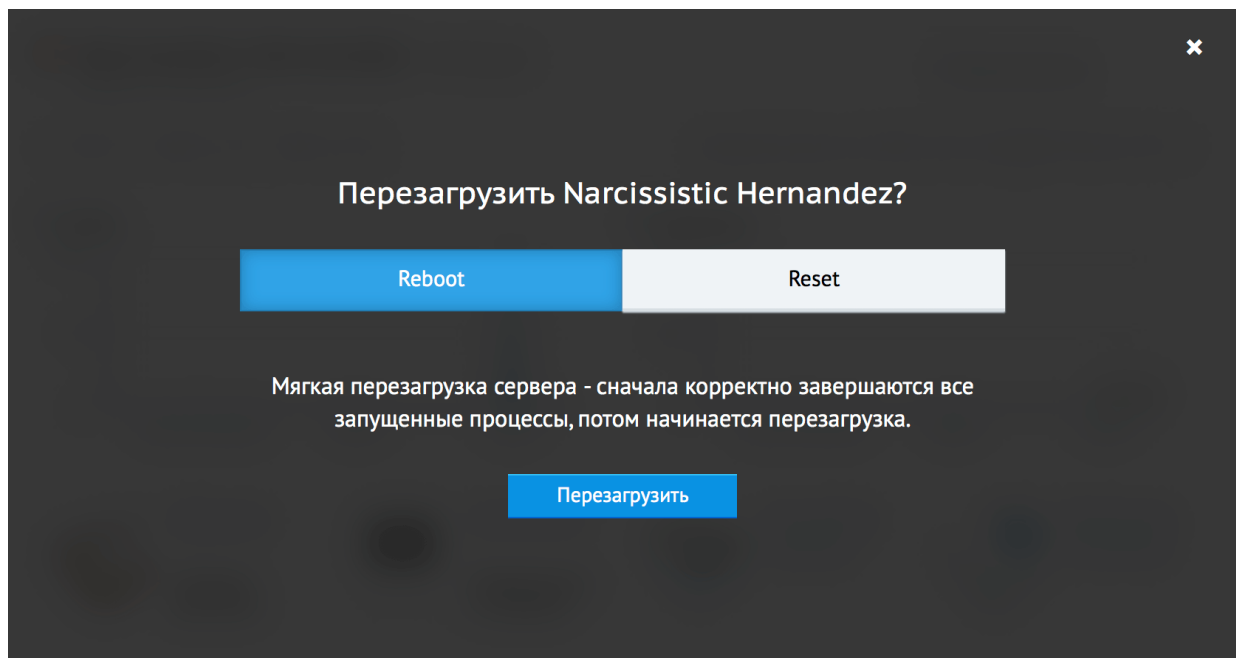 Перезагрузить Narcissistic Hernandez?
Reboot
Reset
Мягкая перезагрузка сервера - сначала корректно завершаются все
запущенные процессы, потом начинается перезагрузка.
Перезагрузить